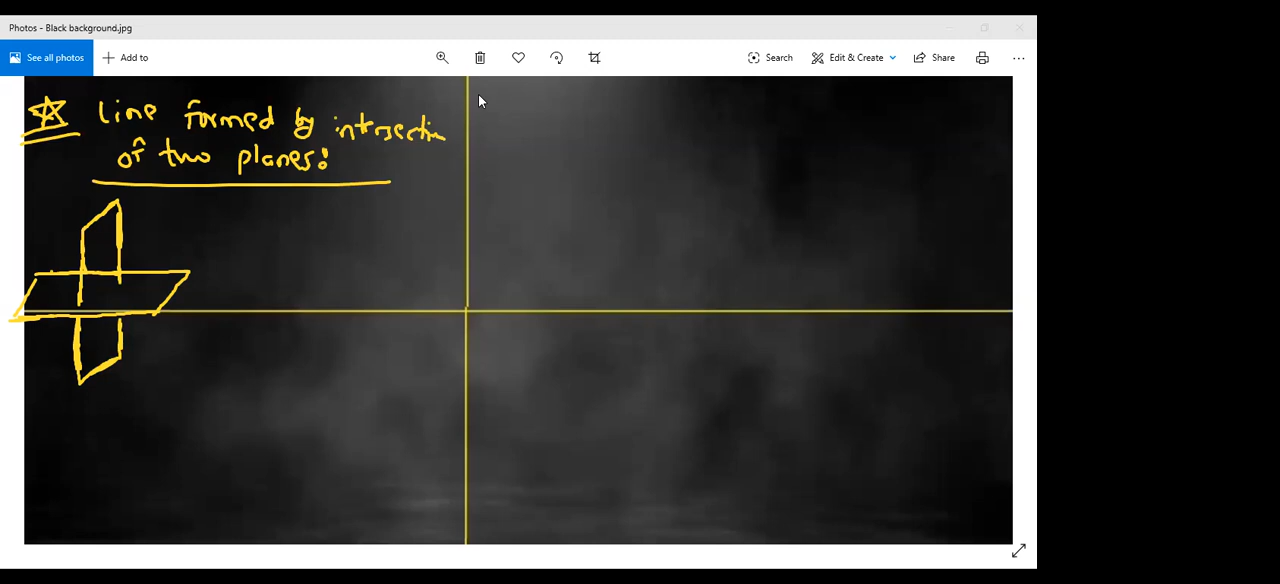 Photos - Black background.jpg
See all photos
Add to
Search
Edit & Create
Share
Line formed by intersection
of two planes: